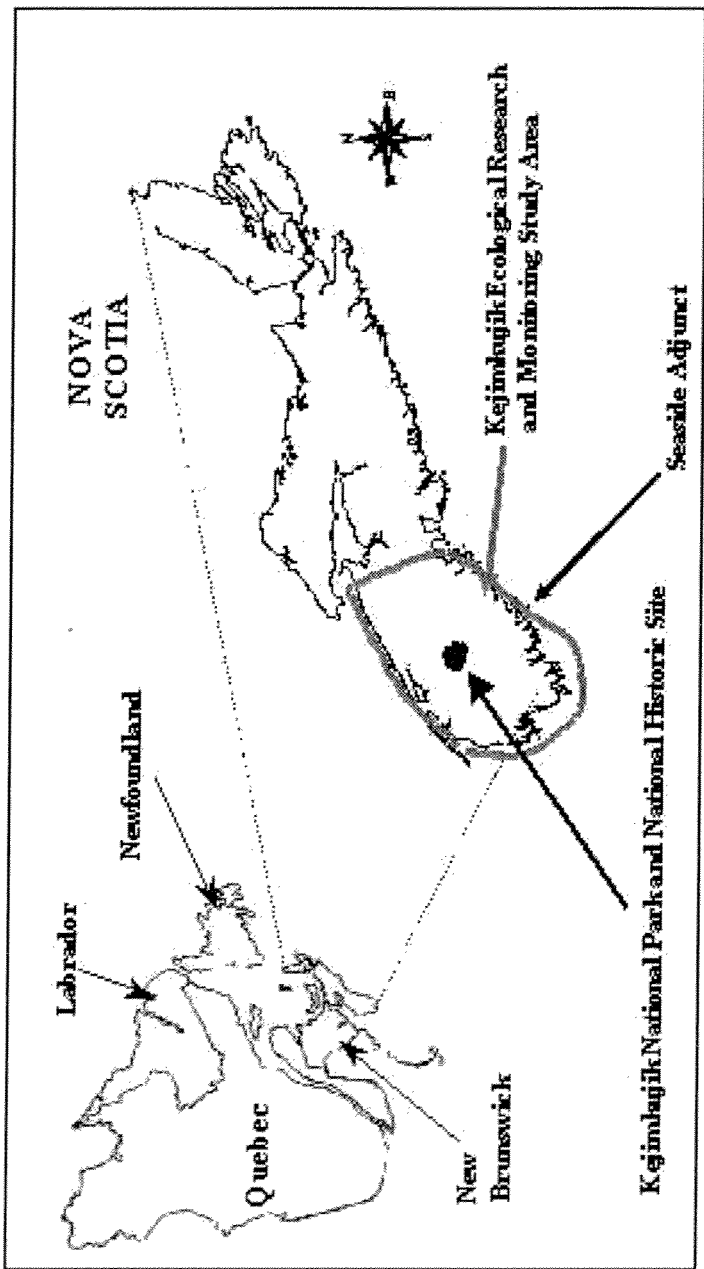 Labrador
Newfoundland
NOVA
SCOTIA
Quebec
New
Brunswick
N
E
S
W
Kejimkujik Ecological Research
and Monitoring Study Area
Seaside Adjunct
Kejimkujik National Park and National Historic Site